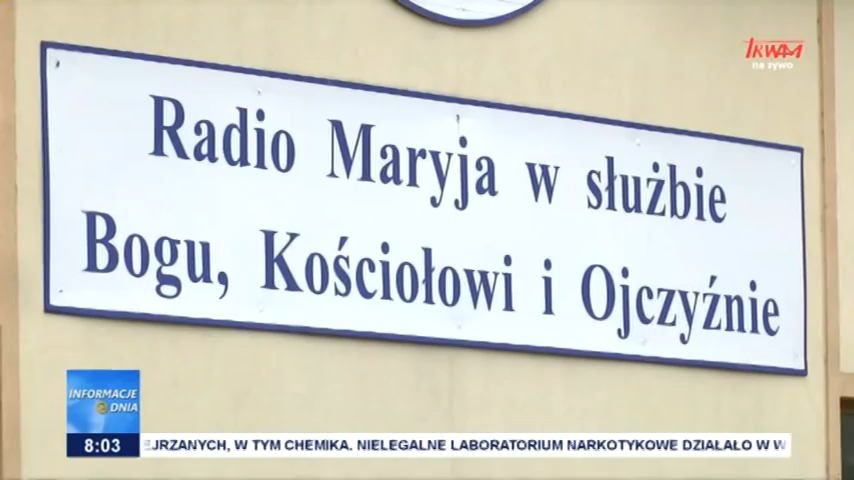 TRWAM
na żywo
Radio Maryja w służbie
Bogu, Kościołowi i Ojczyźnie
INFORMACJE
DNIA
8:03
EJRZANYCH, W TYM CHEMIKA. NIELEGALNE LABORATORIUM NARKOTYKOWE DZIAŁAŁO W W